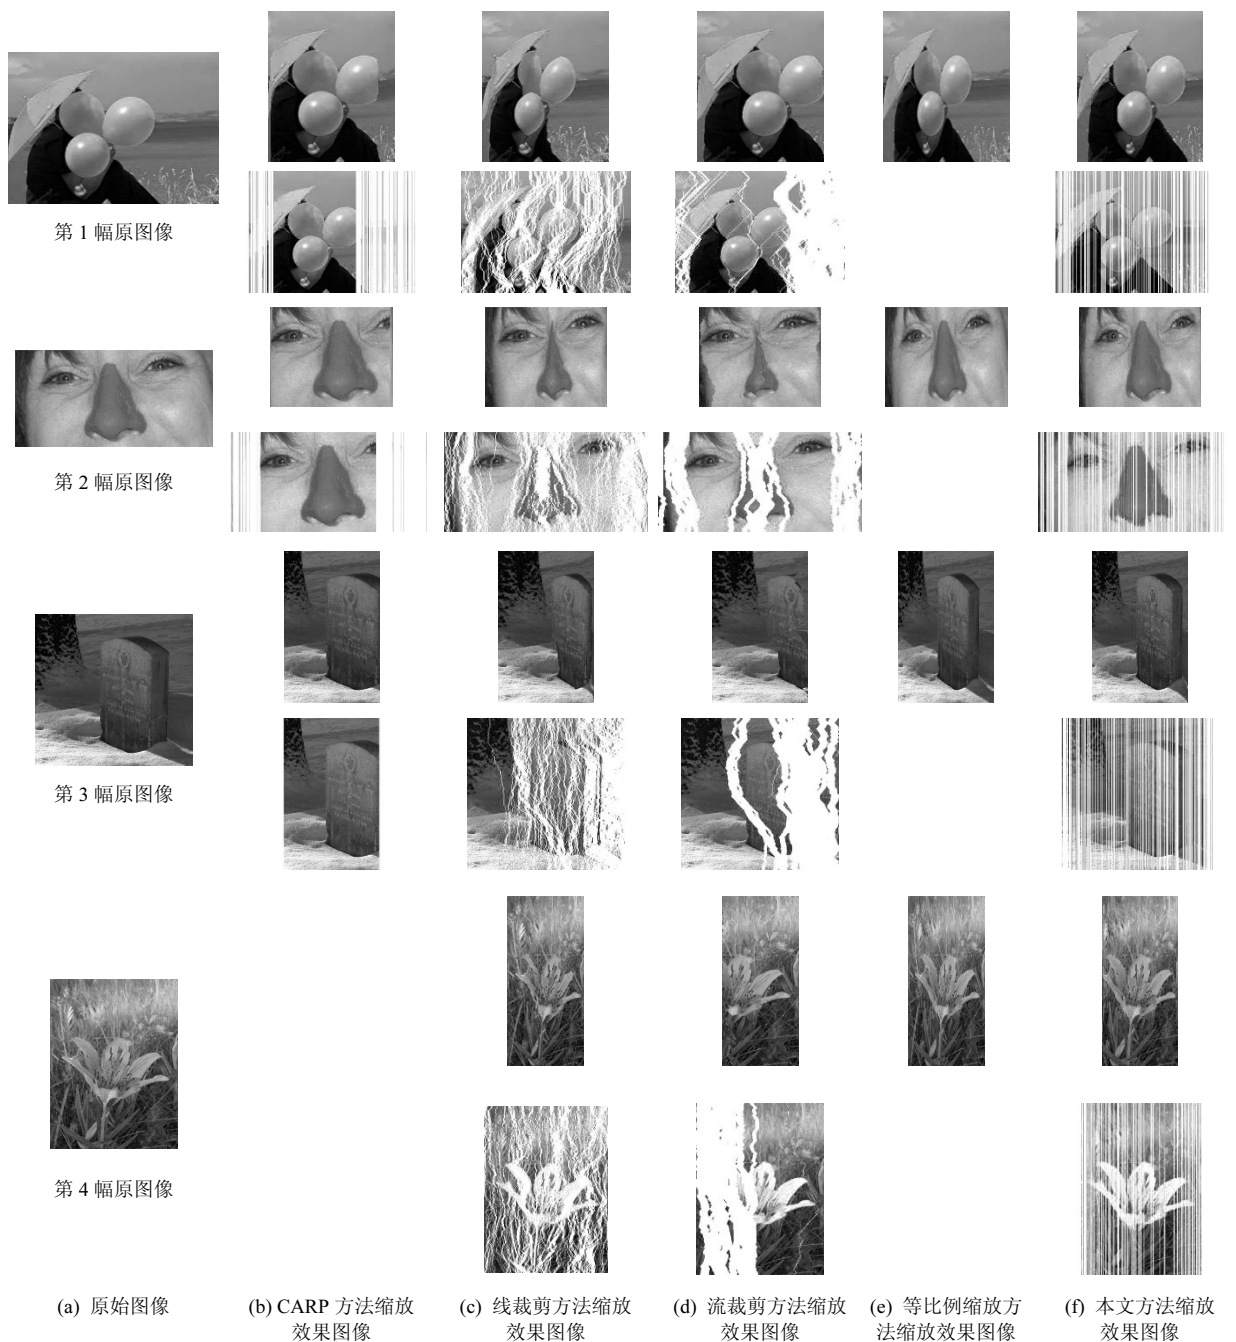 第 1 幅原图像
第 2 幅原图像
第 3 幅原图像
第 4 幅原图像
(a) 原始图像
(b) CARP 方法缩放
效果图像
(c) 线裁剪方法缩放
效果图像
(d) 流裁剪方法缩放
效果图像
(e) 等比例缩放方
法缩放效果图像
(f) 本文方法缩放
效果图像